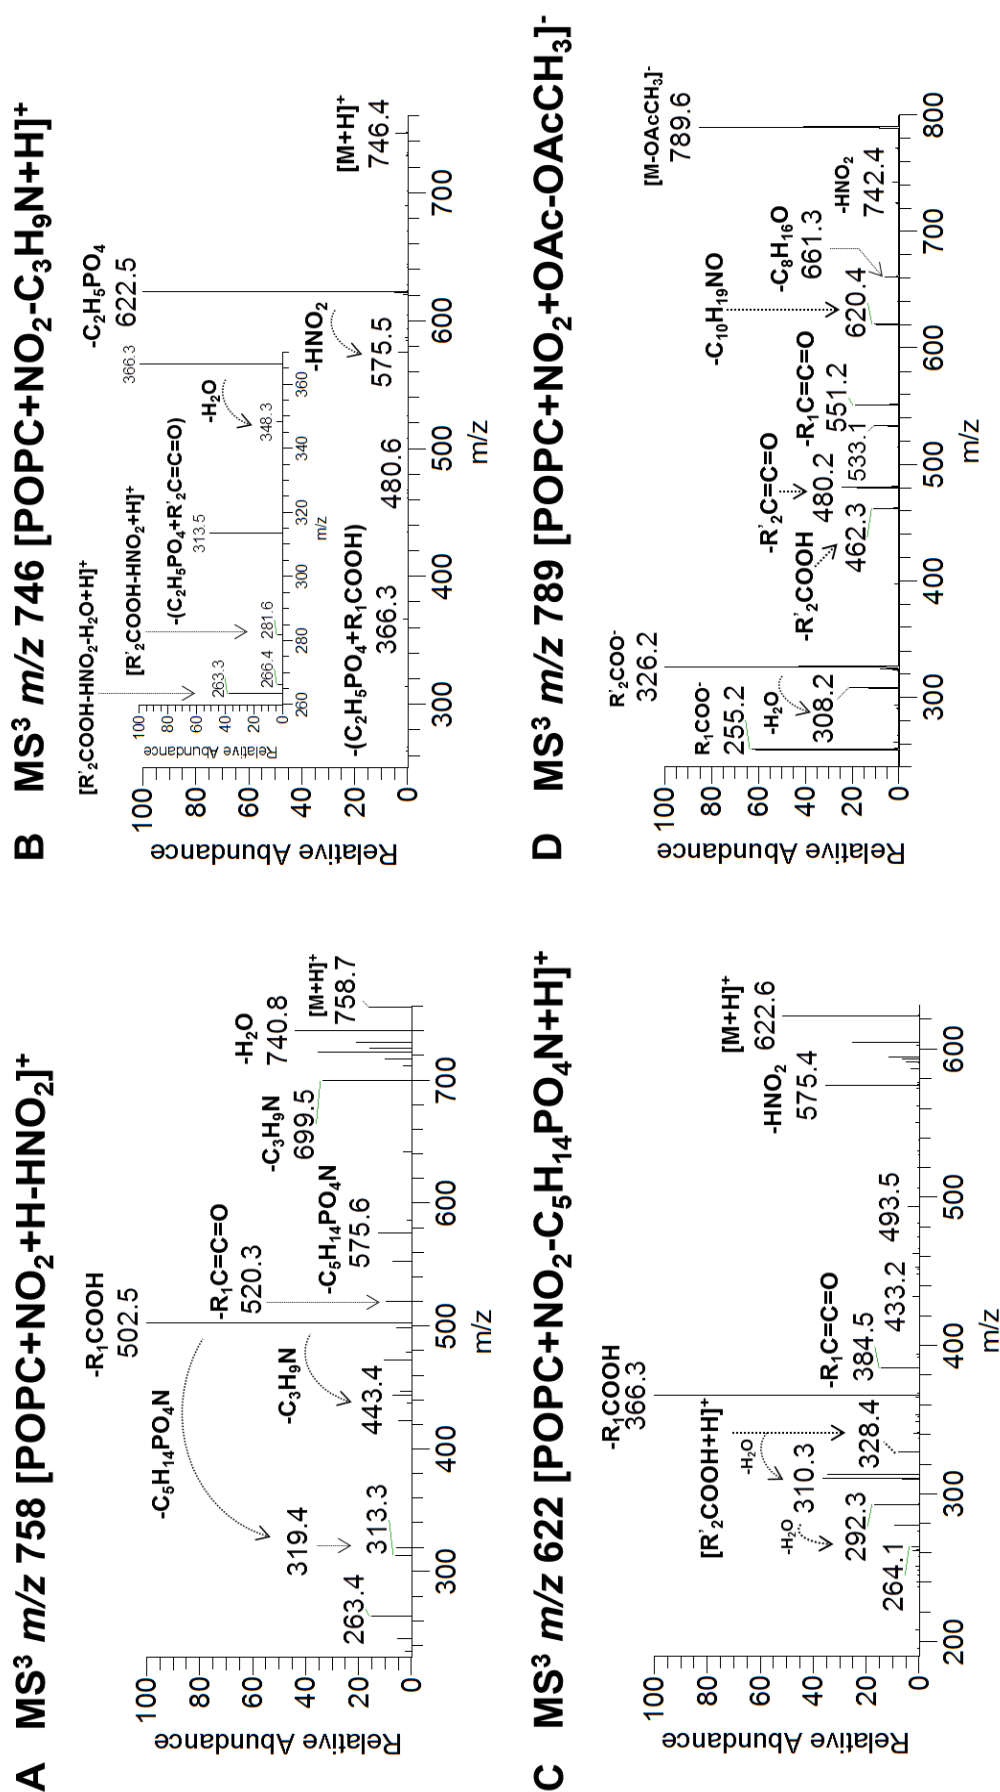 A MS³ m/z 758 [POPC+NO₂+H-HNO₂]⁺
-R₁COOH
502.5
-C₅H₁₄PO₄N
-R₁C=C=O
520.3
-C₅H₁₄PO₄N
575.6
-C₃H₉N
699.5
-H₂O
740.8
[M+H]⁺
758.7
-C₃H₉N
443.4
319.4
313.3
263.4
Relative Abundance
100
80
60
40
20
0
300
400
500
600
700
m/z
B MS³ m/z 746 [POPC+NO₂-C₃H₉N+H]⁺
[R'₂COOH-HNO₂-H₂O+H]⁺
[R'₂COOH-HNO₂+H]⁺
-(C₂H₅PO₄+R'₂C=C=O)
313.5
366.3
-H₂O
348.3
263.3
266.4
281.6
Relative Abundance
100
80
60
40
20
0
260
280
300
320
340
360
m/z
-C₂H₅PO₄
622.5
-HNO₂
575.5
[M+H]⁺
746.4
480.6
-(C₂H₅PO₄+R₁COOH)
366.3
Relative Abundance
100
80
60
40
20
0
300
400
500
600
700
m/z
C MS³ m/z 622 [POPC+NO₂-C₅H₁₄PO₄N+H]⁺
-R₁COOH
366.3
[R'₂COOH+H]⁺
-H₂O
310.3
328.4
-H₂O
292.3
264.1
-R₁C=C=O
384.5
433.2
493.5
-HNO₂
575.4
[M+H]⁺
622.6
Relative Abundance
100
80
60
40
20
0
200
300
400
500
600
m/z
D MS³ m/z 789 [POPC+NO₂+OAc-OAcCH₃]⁻
R'₂COO⁻
326.2
R₁COO⁻
255.2
-H₂O
308.2
-R'₂C=C=O
480.2
-R'₂COOH
462.3
-R₁C=C=O
551.2
533.1
-C₁₀H₁₉NO
620.4
-C₈H₁₆O
661.3
-HNO₂
742.4
[M-OAcCH₃]⁻
789.6
Relative Abundance
100
80
60
40
20
0
300
400
500
600
700
800
m/z